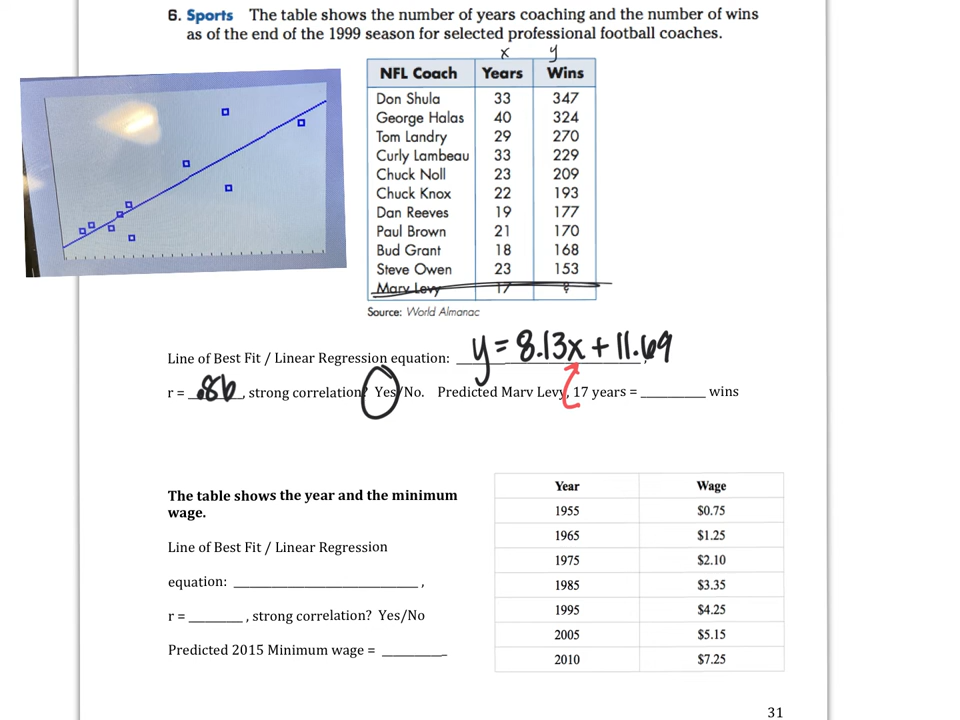 6. Sports The table shows the number of years coaching and the number of wins
as of the end of the 1999 season for selected professional football coaches.
x y
NFL Coach Years Wins
Don Shula 33 347
George Halas 40 324
Tom Landry 29 270
Curly Lambeau 33 229
Chuck Noll 23 209
Chuck Knox 22 193
Dan Reeves 19 177
Paul Brown 21 170
Bud Grant 18 168
Steve Owen 23 153
Marv Levy 17
Source: World Almanac
Line of Best Fit / Linear Regression equation: y = 8.13x + 11.69
r = .86, strong correlation? Yes/No. Predicted Marv Levy, 17 years = __________ wins
The table shows the year and the minimum
wage.
Line of Best Fit / Linear Regression
equation: ____________________________ ,
r = ________ , strong correlation? Yes/No
Predicted 2015 Minimum wage = __________
Year Wage
1955 $0.75
1965 $1.25
1975 $2.10
1985 $3.35
1995 $4.25
2005 $5.15
2010 $7.25
31